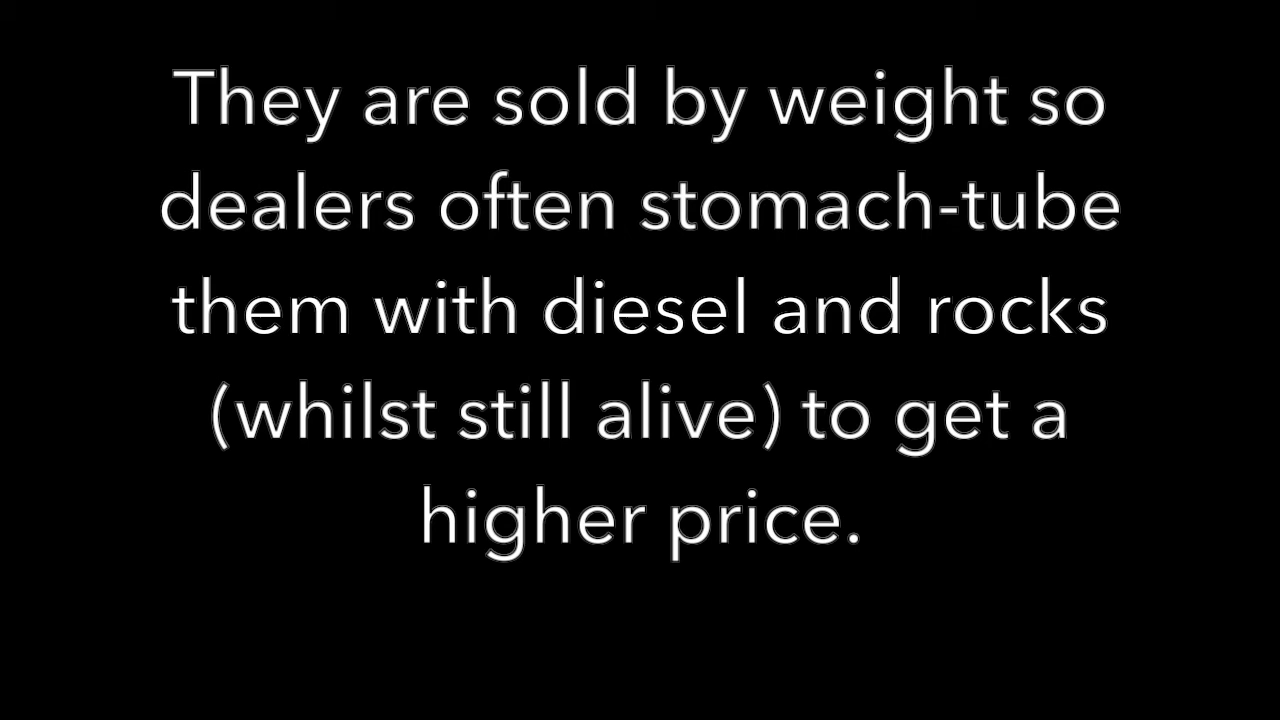 They are sold by weight so
dealers often stomach-tube
them with diesel and rocks
(whilst still alive) to get a
higher price.